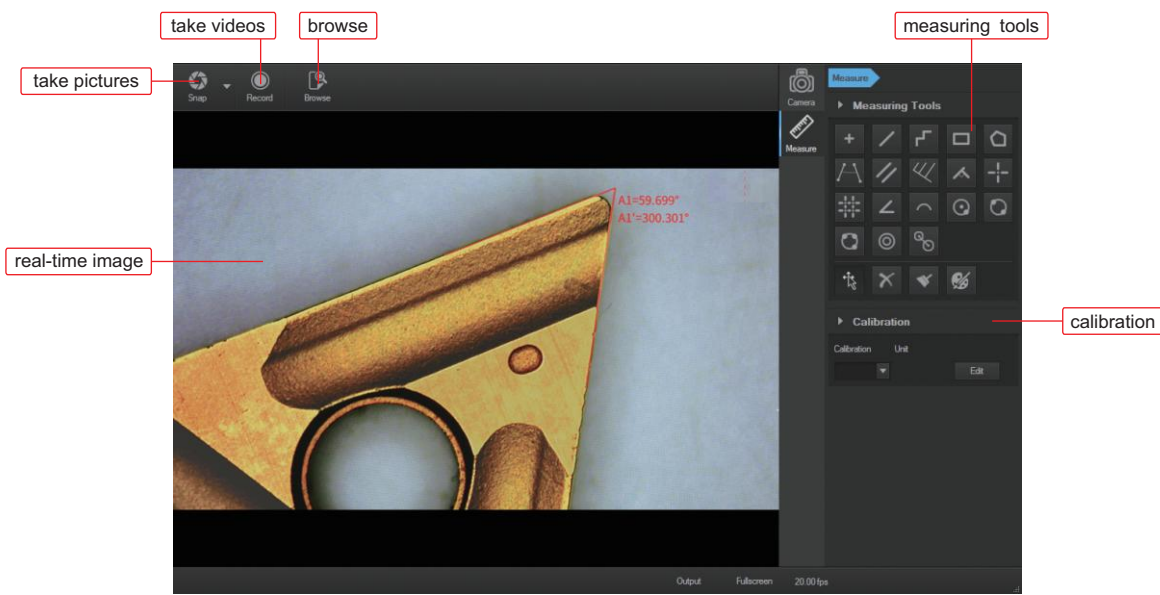 take videos
browse
measuring tools
take pictures
Snap
Record
Browse
Camera
Measure
Measure
Measuring Tools
A1=59.699°
A1'=300.301°
real-time image
Calibration
calibration
Calibration
Unit
Edit
Output
Fullscreen
20.00 fps